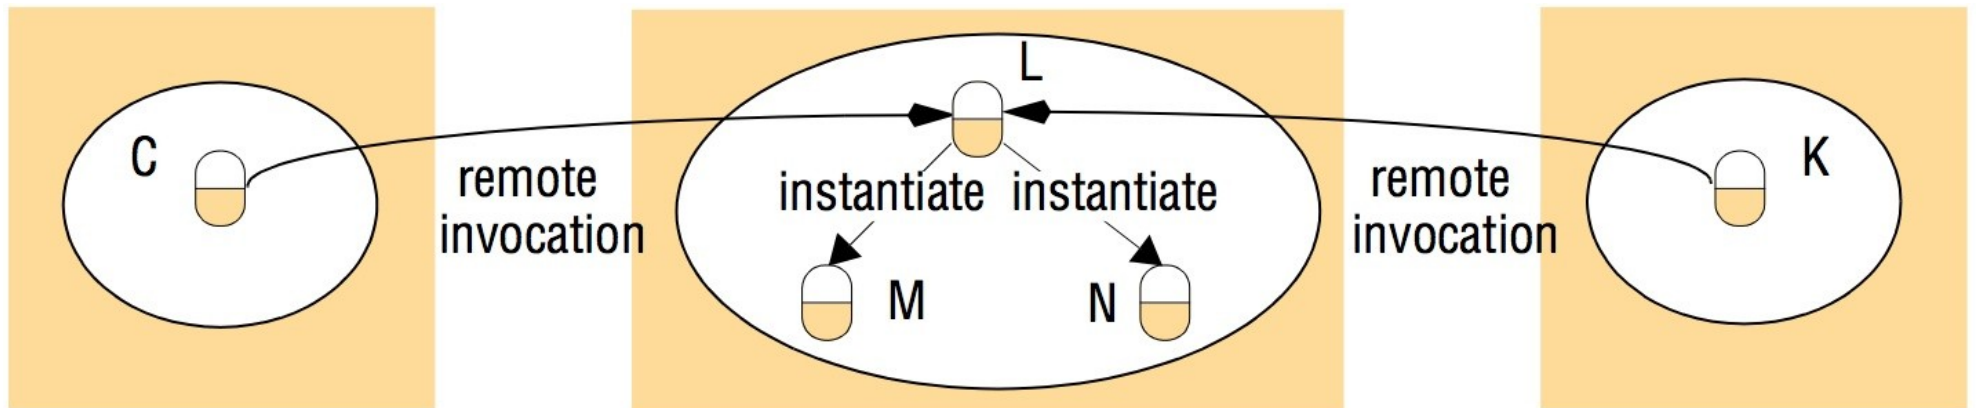 L
C
K
remote
invocation
instantiate
instantiate
remote
invocation
M
N